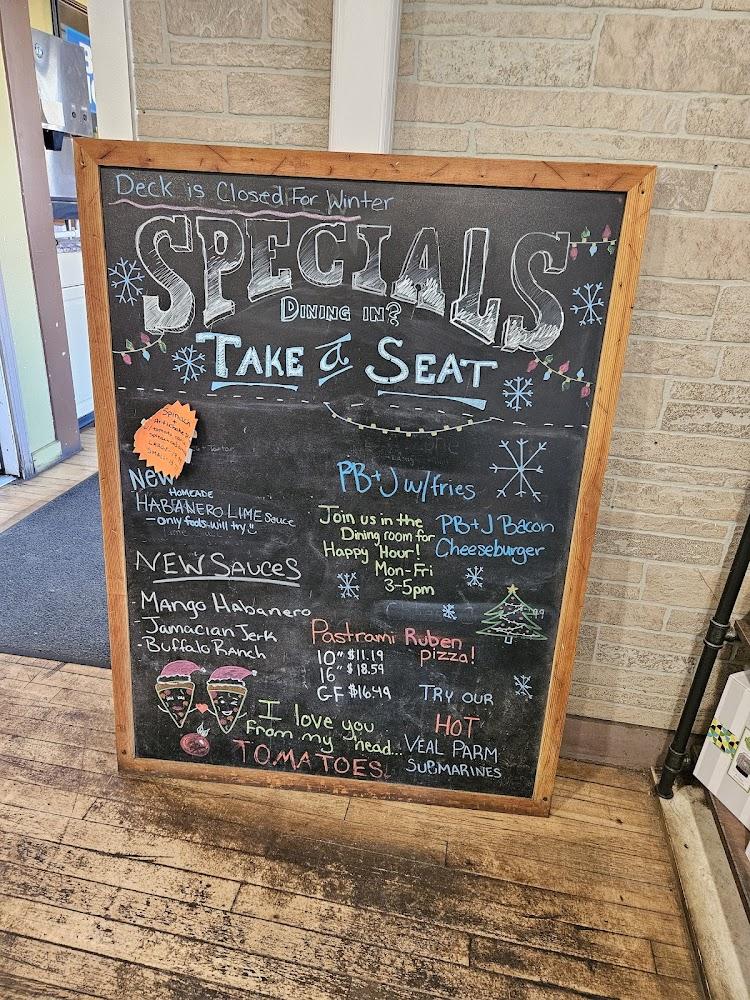 Deck is Closed For Winter
SPECIALS
DINING IN?
TAKE a SEAT
Spinach
+
Artichoke
NEW
HOMEADE
HABANERO LIME Sauce
- only fools will try
PB+J w/fries
Join us in the
Dining room for
Happy Hour!
Mon-Fri
3-5pm
PB+J Bacon
Cheeseburger
NEW SAUCES
- Mango Habanero
- Jamacian Jerk
- Buffalo Ranch
Pastrami Ruben
pizza!
10" $11.19
16" $18.59
GF $16.49
I love you
From my head...
TOMATOES
TRY OUR
HOT
VEAL PARM
SUBMARINES